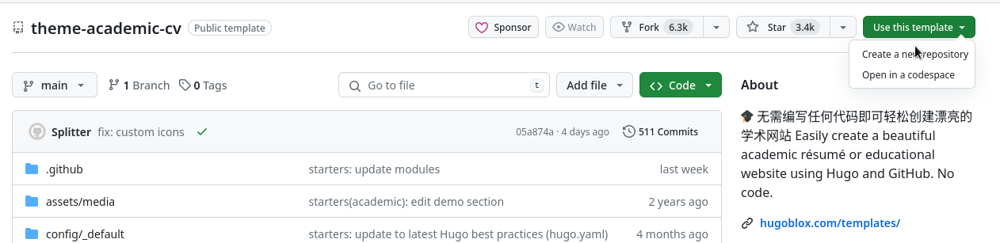 theme-academic-cv Public template Sponsor Watch Fork 6.3k Star 3.4k Use this template
Create a new repository
Open in a codespace
main 1 Branch 0 Tags Go to file t Add file Code
About
🎓 无需编写任何代码即可轻松创建漂亮的
学术网站 Easily create a beautiful
academic résumé or educational
website using Hugo and GitHub. No
code.
hugoblox.com/templates/
Splitter fix: custom icons 05a874a · 4 days ago 511 Commits
.github starters: update modules last week
assets/media starters(academic): edit demo section 2 years ago
config/_default starters: update to latest Hugo best practices (hugo.yaml) 4 months ago